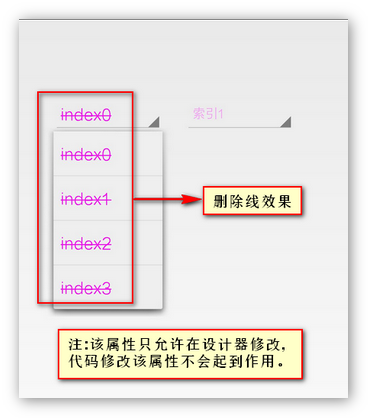 index0
索引1
index0
index1
删除线效果
index2
index3
注:该属性只允许在设计器修改,
代码修改该属性不会起到作用。